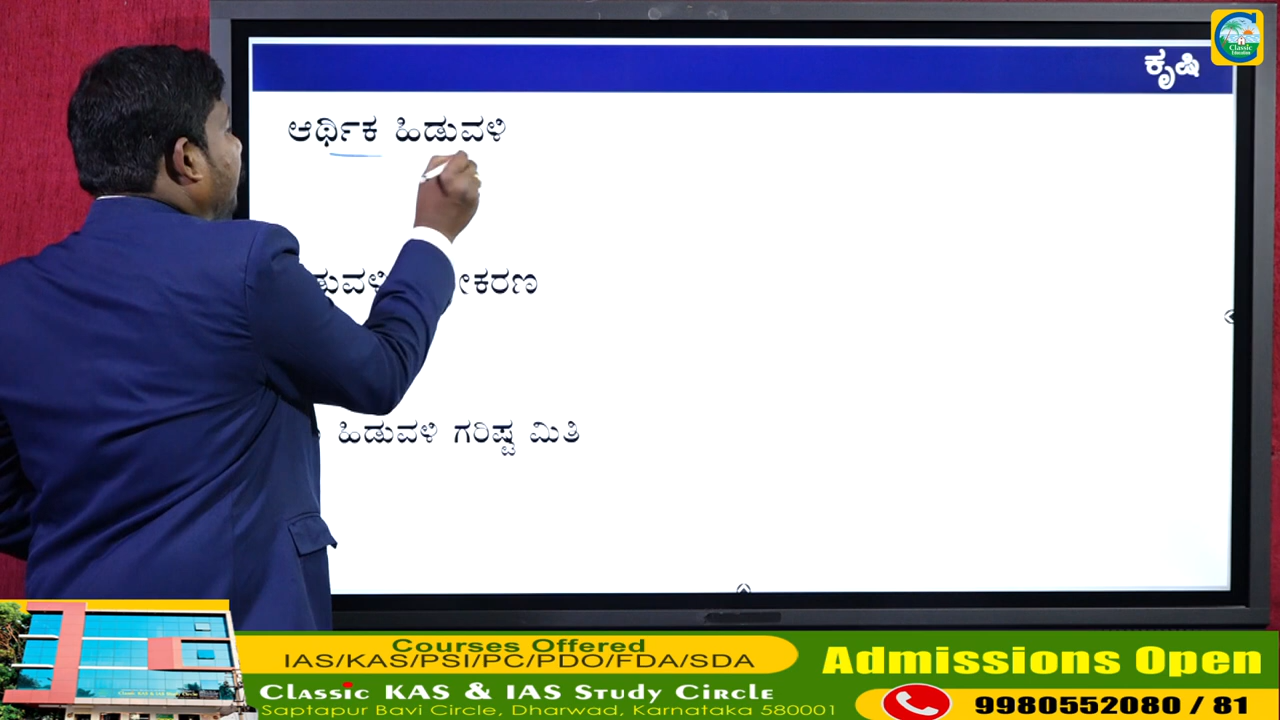 Classic
Education
ಕೃಷಿ
ಆರ್ಥಿಕ ಹಿಡುವಳಿ
ಹಿಡುವಳಿ ಗರಿಷ್ಟ ಮಿತಿ
Courses Offered
IAS/KAS/PSI/PC/PDO/FDA/SDA
Admissions Open
Classic KAS & IAS Study Circle
Saptapur Bavi Circle, Dharwad, Karnataka 580001
9980552080 / 81